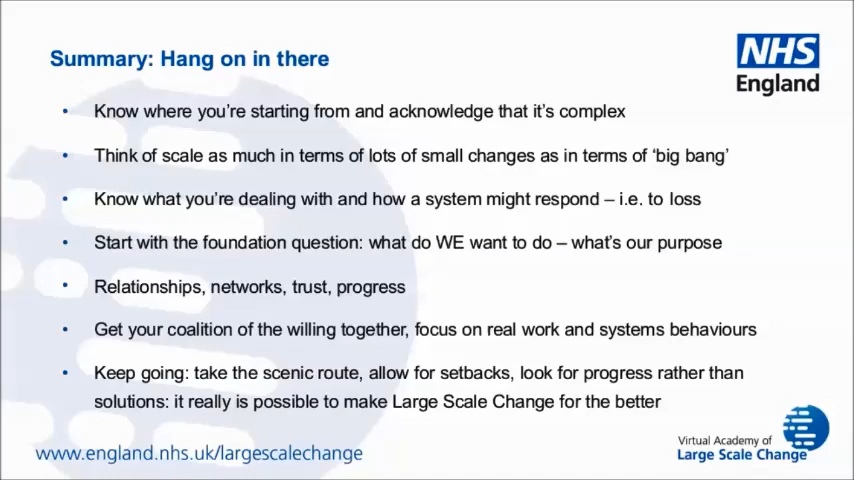 Summary: Hang on in there
NHS
England
• Know where you're starting from and acknowledge that it's complex
• Think of scale as much in terms of lots of small changes as in terms of 'big bang'
• Know what you're dealing with and how a system might respond – i.e. to loss
• Start with the foundation question: what do WE want to do – what's our purpose
• Relationships, networks, trust, progress
• Get your coalition of the willing together, focus on real work and systems behaviours
• Keep going: take the scenic route, allow for setbacks, look for progress rather than
solutions: it really is possible to make Large Scale Change for the better
www.england.nhs.uk/largescalechange
Virtual Academy of
Large Scale Change